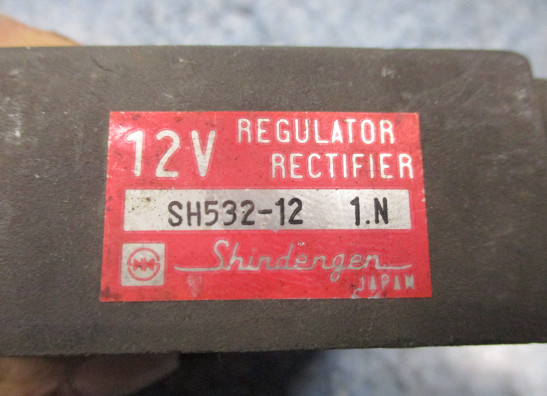 12V REGULATOR
RECTIFIER
SH532-12 1.N
Shindengen
JAPAN